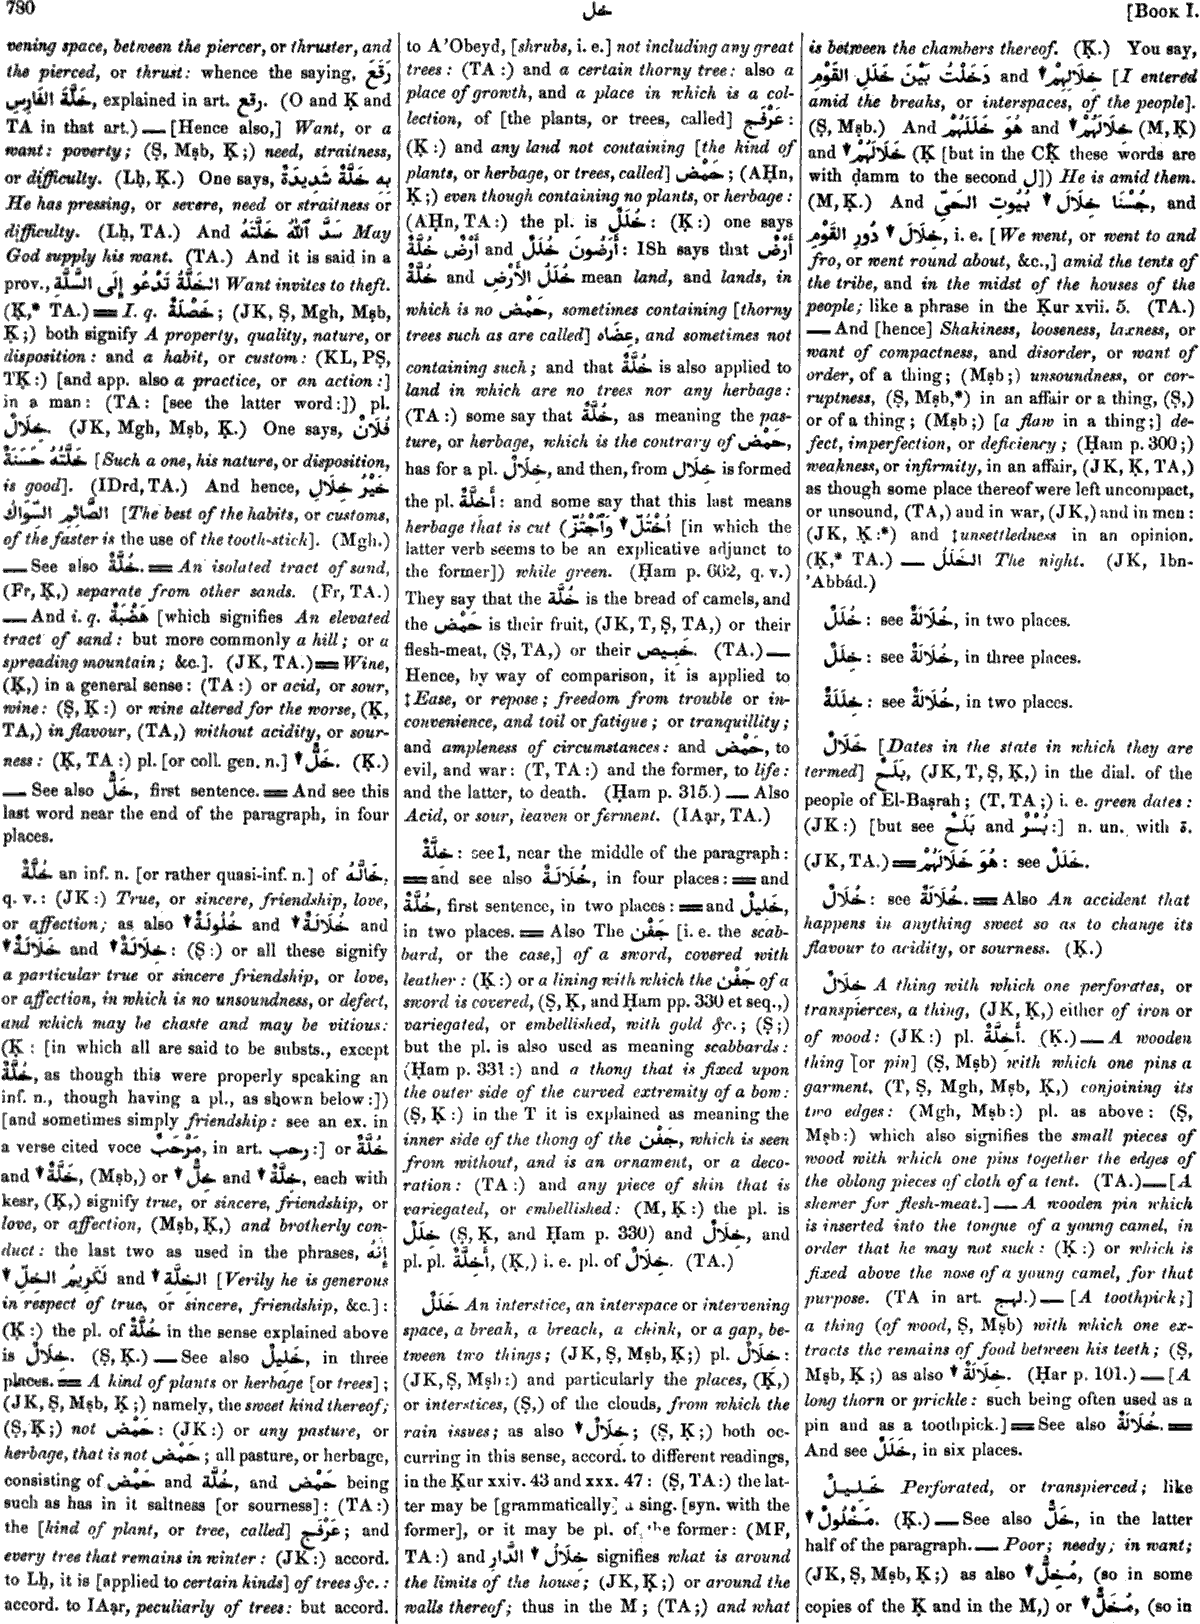 780
خل
[Book I.
vening space, between the piercer, or thruster, and
the pierced, or thrust: whence the saying, رَقَعَ
خَلَّةَ الفَارِسِ, explained in art. رقع. (O and Ḳ and
TA in that art.) — [Hence also,] Want, or a
want: poverty; (Ṣ, Mṣb, Ḳ;) need, straitness,
or difficulty. (Lḥ, Ḳ.) One says, بِهِ خَلَّةٌ شَدِيدَةٌ
He has pressing, or severe, need or straitness or
difficulty. (Lḥ, TA.) And سَدَّ ٱللّٰهُ خَلَّتَهُ May
God supply his want. (TA.) And it is said in a
prov., الخَلَّةُ تَدْعُو إِلَى السَّلَّةِ Want invites to theft.
(Ḳ,* TA.) = I. q. خَصْلَةٌ; (JK, Ṣ, Mgh, Mṣb,
Ḳ;) both signify A property, quality, nature, or
disposition: and a habit, or custom: (KL, PṢ,
TḲ:) [and app. also a practice, or an action:]
in a man: (TA: [see the latter word:]) pl.
خِلَالٌ. (JK, Mgh, Mṣb, Ḳ.) One says, فُلَانٌ
خَلَّتُهُ حَسَنَةٌ [Such a one, his nature, or disposition,
is good]. (IDrd, TA.) And hence, خَيْرُ خِلَالِ
الصَّائِمِ السِّوَاكُ [The best of the habits, or customs,
of the faster is the use of the tooth-stick]. (Mgh.)
— See also خُلَّةٌ. = An isolated tract of sand,
(Fr, Ḳ,) separate from other sands. (Fr, TA.)
— And i. q. هَضْبَةٌ [which signifies An elevated
tract of sand: but more commonly a hill; or a
spreading mountain; &c.]. (JK, TA.) = Wine,
(Ḳ,) in a general sense: (TA:) or acid, or sour,
wine: (Ṣ, Ḳ:) or wine altered for the worse, (Ḳ,
TA,) in flavour, (TA,) without acidity, or sour-
ness: (Ḳ, TA:) pl. [or coll. gen. n.] ▼خَلٌّ. (Ḳ.)
— See also خَلٌّ, first sentence. = And see this
last word near the end of the paragraph, in four
places.
خُلَّةٌ an inf. n. [or rather quasi-inf. n.] of خَالَّهُ,
q. v.: (JK:) True, or sincere, friendship, love,
or affection; as also ▼خُلُولَةٌ and ▼خُلَالَةٌ and
▼خَلَالَةٌ and ▼خِلَالَةٌ: (Ṣ:) or all these signify
a particular true or sincere friendship, or love,
or affection, in which is no unsoundness, or defect,
and which may be chaste and may be vitious:
(Ḳ: [in which all are said to be substs., except
خُلَّةٌ, as though this were properly speaking an
inf. n., though having a pl., as shown below:])
[and sometimes simply friendship: see an ex. in
a verse cited voce مَرْحَبٌ, in art. رحب:] or خُلَّةٌ
and ▼خَلَّةٌ, (Mṣb,) or ▼خِلٌّ and ▼خِلَّةٌ, each with
kesr, (Ḳ,) signify true, or sincere, friendship, or
love, or affection, (Mṣb, Ḳ,) and brotherly con-
duct: the last two as used in the phrases, إِنَّهُ
لَكَرِيمُ الخِلِّ▼ and الخِلَّةِ▼ [Verily he is generous
in respect of true, or sincere, friendship, &c.]:
(Ḳ:) the pl. of خُلَّةٌ in the sense explained above
is خِلَالٌ. (Ṣ, Ḳ.) — See also خَلِيلٌ, in three
places. = A kind of plants or herbage [or trees];
(JK, Ṣ, Mṣb, Ḳ;) namely, the sweet kind thereof;
(Ṣ, Ḳ;) not حَمْض: (JK:) or any pasture, or
herbage, that is not حَمْض; all pasture, or herbage,
consisting of حَمْض and خُلَّة, and حَمْض being
such as has in it saltness [or sourness]: (TA:)
the [kind of plant, or tree, called] عَرْفَج; and
every tree that remains in winter: (JK:) accord.
to Lḥ, it is [applied to certain kinds] of trees &c.:
accord. to IAạr, peculiarly of trees: but accord.
to A'Obeyd, [shrubs, i. e.] not including any great
trees: (TA:) and a certain thorny tree: also a
place of growth, and a place in which is a col-
lection, of [the plants, or trees, called] عَرْفَج:
(Ḳ:) and any land not containing [the kind of
plants, or herbage, or trees, called] حَمْض; (AḤn,
Ḳ;) even though containing no plants, or herbage:
(AḤn, TA:) the pl. is خُلَلٌ: (Ḳ:) one says
أَرْضٌ خُلَّةٌ and أَرَضُونَ خُلَلٌ: ISh says that أَرْضٌ
خُلَّةٌ and خُلَلُ الأَرْضِ mean land, and lands, in
which is no حَمْض, sometimes containing [thorny
trees such as are called] عِضَاه, and sometimes not
containing such; and that خُلَّةٌ is also applied to
land in which are no trees nor any herbage:
(TA:) some say that خُلَّةٌ, as meaning the pas-
ture, or herbage, which is the contrary of حَمْض,
has for a pl. خِلَالٌ, and then, from خِلَال is formed
the pl. أَخِلَّةٌ: and some say that this last means
herbage that is cut (▼اُخْتُلَّ وَٱجْتُزَّ [in which the
latter verb seems to be an explicative adjunct to
the former]) while green. (Ḥam p. 662, q. v.)
They say that the خُلَّة is the bread of camels, and
the حَمْض is their fruit, (JK, T, Ṣ, TA,) or their
flesh-meat, (Ṣ, TA,) or their خَبِيص. (TA.) —
Hence, by way of comparison, it is applied to
‡Ease, or repose; freedom from trouble or in-
convenience, and toil or fatigue; or tranquillity;
and ampleness of circumstances: and حَمْض, to
evil, and war: (T, TA:) and the former, to life:
and the latter, to death. (Ḥam p. 315.) — Also
Acid, or sour, leaven or ferment. (IAạr, TA.)
خِلَّةٌ: see 1, near the middle of the paragraph:
= and see also خُلَالَةٌ, in four places: = and
خُلَّةٌ, first sentence, in two places: = and خَلِيلٌ,
in two places. = Also The جَفْن [i. e. the scab-
bard, or the case,] of a sword, covered with
leather: (Ḳ:) or a lining with which the جَفْن of a
sword is covered, (Ṣ, Ḳ, and Ḥam pp. 330 et seq.,)
variegated, or embellished, with gold &c.; (Ṣ;)
but the pl. is also used as meaning scabbards:
(Ḥam p. 331:) and a thong that is fixed upon
the outer side of the curved extremity of a bow:
(Ṣ, Ḳ:) in the T it is explained as meaning the
inner side of the thong of the جَفْن, which is seen
from without, and is an ornament, or a deco-
ration: (TA:) and any piece of skin that is
variegated, or embellished: (M, Ḳ:) the pl. is
خِلَلٌ (Ṣ, Ḳ, and Ḥam p. 330) and خِلَالٌ, and
pl. pl. أَخِلَّةٌ, (Ḳ,) i. e. pl. of خِلَالٌ. (TA.)
خَلَلٌ An interstice, an interspace or intervening
space, a break, a breach, a chink, or a gap, be-
tween two things; (JK, Ṣ, Mṣb, Ḳ;) pl. خِلَالٌ:
(JK, Ṣ, Mṣb:) and particularly the places, (Ḳ,)
or interstices, (Ṣ,) of the clouds, from which the
rain issues; as also ▼خِلَالٌ; (Ṣ, Ḳ;) both oc-
curring in this sense, accord. to different readings,
in the Ḳur xxiv. 43 and xxx. 47: (Ṣ, TA:) the lat-
ter may be [grammatically] a sing. [syn. with the
former], or it may be pl. of the former: (MF,
TA:) and خِلَالُ▼ الدَّارِ signifies what is around
the limits of the house; (JK, Ḳ;) or around the
walls thereof; thus in the M; (TA;) and what
is between the chambers thereof. (Ḳ.) You say,
دَخَلْتُ بَيْنَ خَلَلِ القَوْمِ and ▼خِلَالِهِمْ [I entered
amid the breaks, or interspaces, of the people].
(Ṣ, Mṣb.) And هُوَ خَلَلَهُمْ and ▼خِلَالَهُمْ (M, Ḳ)
and ▼خَلَالَهُمْ (Ḳ [but in the CḲ these words are
with ḍamm to the second ل]) He is amid them.
(M, Ḳ.) And جُسْنَا خِلَالَ▼ بُيُوتِ الحَىِّ, and
خِلَالَ▼ دُورِ القَوْمِ, i. e. [We went, or went to and
fro, or went round about, &c.,] amid the tents of
the tribe, and in the midst of the houses of the
people; like a phrase in the Ḳur xvii. 5. (TA.)
— And [hence] Shakiness, looseness, laxness, or
want of compactness, and disorder, or want of
order, of a thing; (Mṣb;) unsoundness, or cor-
ruptness, (Ṣ, Mṣb,*) in an affair or a thing, (Ṣ,)
or of a thing; (Mṣb;) [a flaw in a thing;] de-
fect, imperfection, or deficiency; (Ḥam p. 300;)
weakness, or infirmity, in an affair, (JK, Ḳ, TA,)
as though some place thereof were left uncompact,
or unsound, (TA,) and in war, (JK,) and in men:
(JK, Ḳ:*) and ‡unsettledness in an opinion.
(Ḳ,* TA.) — الخَلَلُ The night. (JK, Ibn-
'Abbád.)
خُلَلٌ: see خُلَالَةٌ, in two places.
خِلَلٌ: see خُلَالَةٌ, in three places.
خِلَلَةٌ: see خُلَالَةٌ, in two places.
خَلَالٌ [Dates in the state in which they are
termed] بَلَح, (JK, T, Ṣ, Ḳ,) in the dial. of the
people of El-Baṣrah; (T, TA;) i. e. green dates:
(JK:) [but see بَلَحٌ and بُسْرٌ:] n. un. with ة.
(JK, TA.) = هُوَ خَلَالَهُمْ: see خَلَلٌ.
خُلَالٌ: see خُلَالَةٌ. = Also An accident that
happens in anything sweet so as to change its
flavour to acidity, or sourness. (Ḳ.)
خِلَالٌ A thing with which one perforates, or
transpierces, a thing, (JK, Ḳ,) either of iron or
of wood: (JK:) pl. أَخِلَّةٌ. (Ḳ.) — A wooden
thing [or pin] (Ṣ, Mṣb) with which one pins a
garment, (T, Ṣ, Mgh, Mṣb, Ḳ,) conjoining its
two edges: (Mgh, Mṣb:) pl. as above: (Ṣ,
Mṣb:) which also signifies the small pieces of
wood with which one pins together the edges of
the oblong pieces of cloth of a tent. (TA.) — [A
skewer for flesh-meat.] — A wooden pin which
is inserted into the tongue of a young camel, in
order that he may not suck: (Ḳ:) or which is
fixed above the nose of a young camel, for that
purpose. (TA in art. لهج.) — [A toothpick;]
a thing (of wood, Ṣ, Mṣb) with which one ex-
tracts the remains of food between his teeth; (Ṣ,
Mṣb, Ḳ;) as also ▼خِلَالَةٌ. (Ḥar p. 101.) — [A
long thorn or prickle: such being often used as a
pin and as a toothpick.] = See also خُلَالَةٌ. =
And see خَلَلٌ, in six places.
خَلِيلٌ Perforated, or transpierced; like
▼مَخْلُولٌ. (Ḳ.) — See also خَلٌّ, in the latter
half of the paragraph. — Poor; needy; in want;
(JK, Ṣ, Mṣb, Ḳ;) as also ▼مُخِلٌّ, (so in some
copies of the Ḳ and in the M,) or ▼مُخَلٌّ, (so in